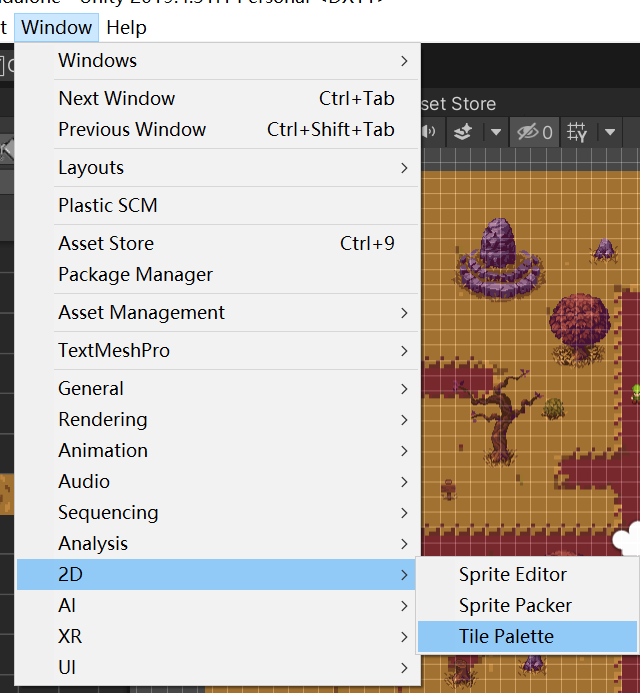 Window Help
Windows
Next Window Ctrl+Tab
Previous Window Ctrl+Shift+Tab
Layouts
Plastic SCM
Asset Store Ctrl+9
Package Manager
Asset Management
TextMeshPro
General
Rendering
Animation
Audio
Sequencing
Analysis
2D
AI
XR
UI
set Store
0
Sprite Editor
Sprite Packer
Tile Palette